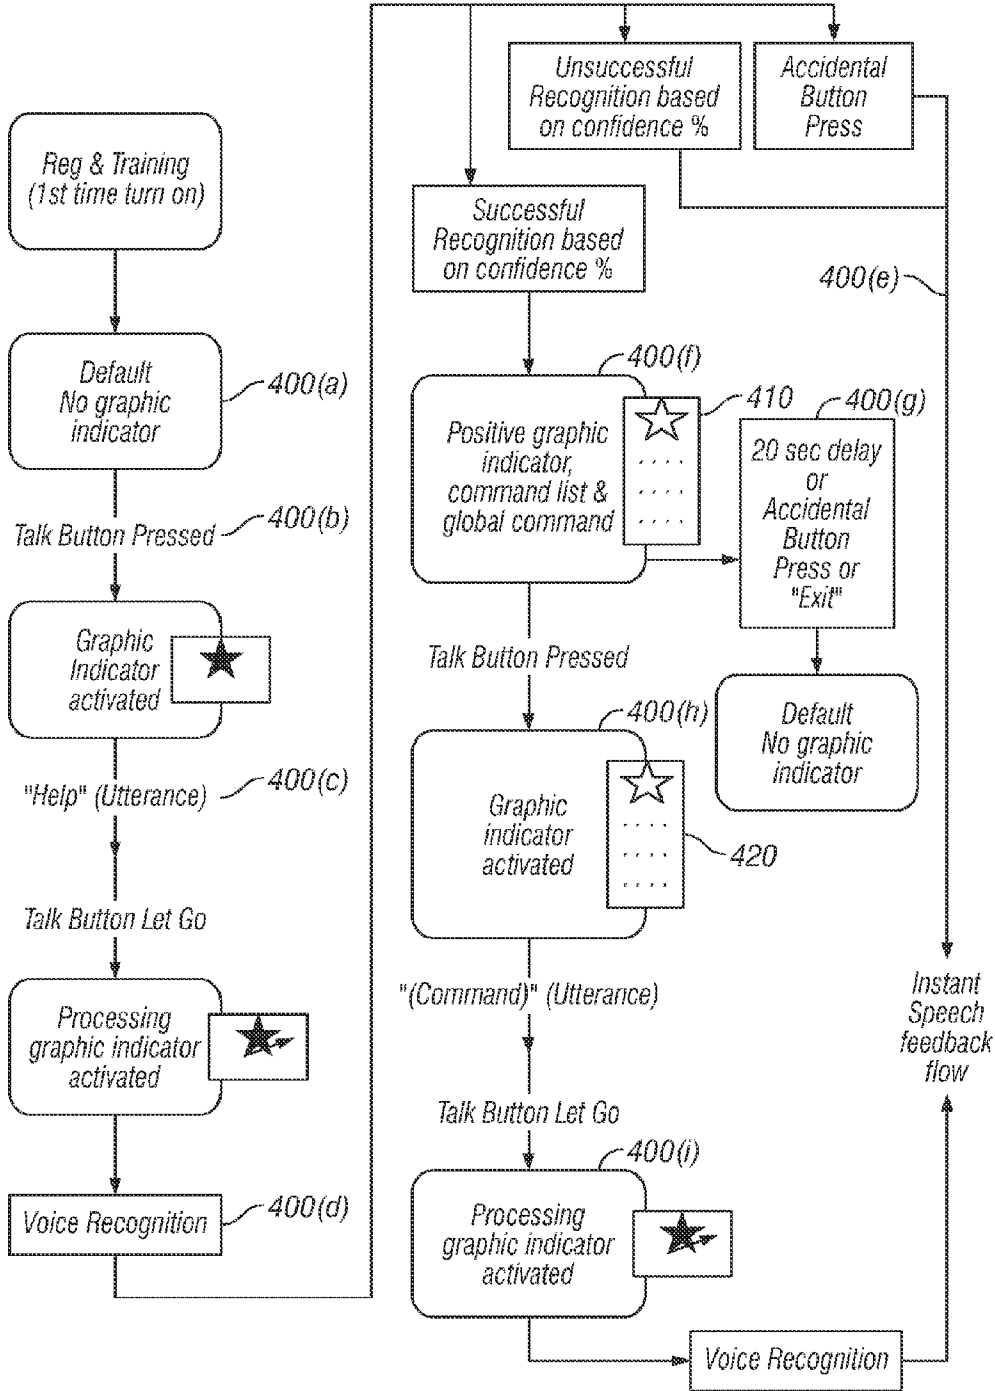 Reg & Training
(1st time turn on)
Default
No graphic
indicator
400(a)
Talk Button Pressed
400(b)
Graphic
Indicator
activated
"Help" (Utterance)
400(c)
Talk Button Let Go
Processing
graphic indicator
activated
Voice Recognition
400(d)
Unsuccessful
Recognition based
on confidence %
Accidental
Button
Press
Successful
Recognition based
on confidence %
400(e)
400(f)
Positive graphic
indicator,
command list &
global command
410
400(g)
20 sec delay
or
Accidental
Button
Press or
"Exit"
Default
No graphic
indicator
Talk Button Pressed
400(h)
Graphic
indicator
activated
420
"(Command)" (Utterance)
Talk Button Let Go
400(i)
Processing
graphic indicator
activated
Voice Recognition
Instant
Speech
feedback
flow